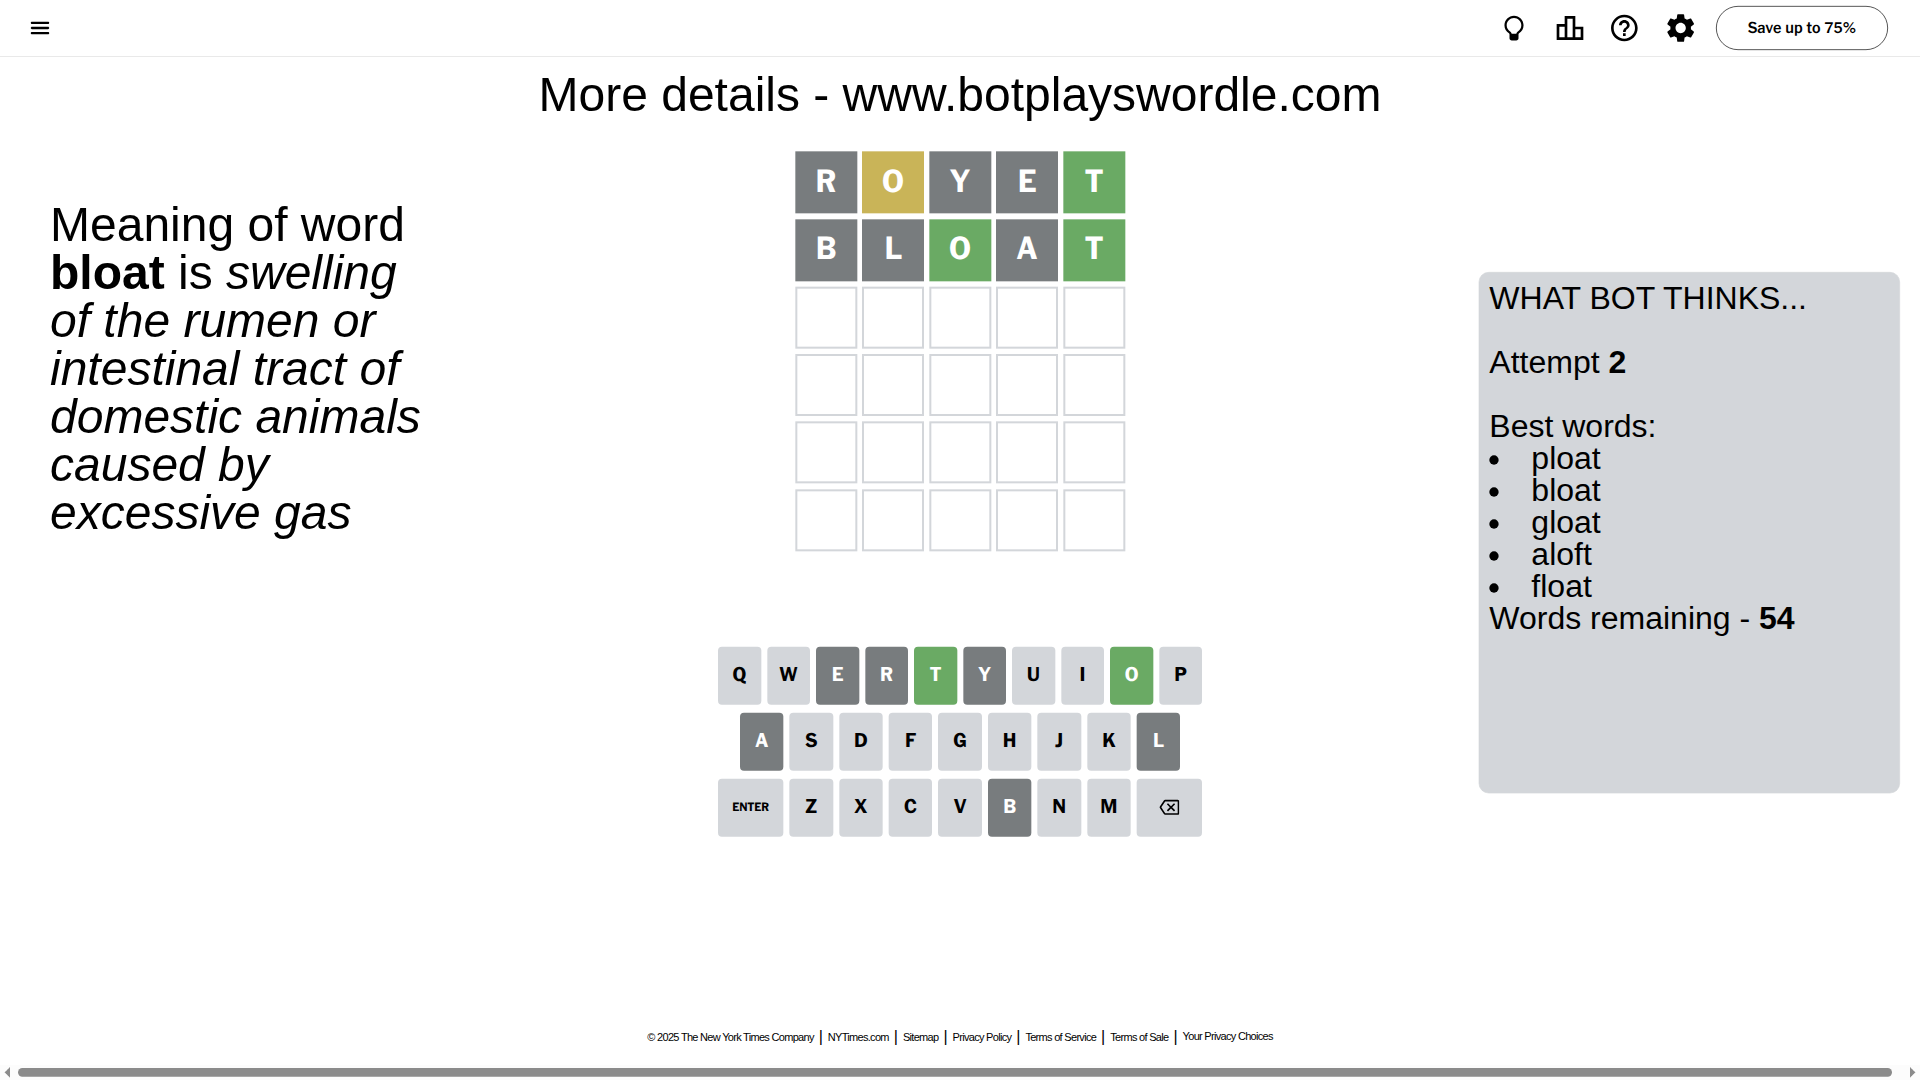 Save up to 75%
More details - www.botplayswordle.com
R O Y E T
B L O A T
Meaning of word
bloat is swelling
of the rumen or
intestinal tract of
domestic animals
caused by
excessive gas
WHAT BOT THINKS...
Attempt 2
Best words:
• ploat
• bloat
• gloat
• aloft
• float
Words remaining - 54
Q W E R T Y U I O P
A S D F G H J K L
ENTER Z X C V B N M
© 2025 The New York Times Company | NYTimes.com | Sitemap | Privacy Policy | Terms of Service | Terms of Sale | Your Privacy Choices